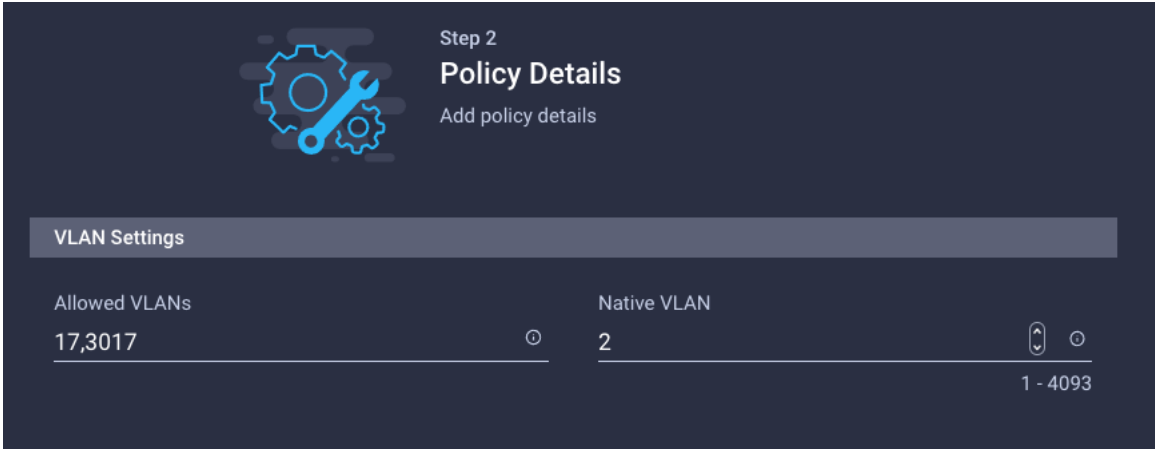 Step 2
Policy Details
Add policy details
VLAN Settings
Allowed VLANs
17,3017
Native VLAN
2
1 - 4093